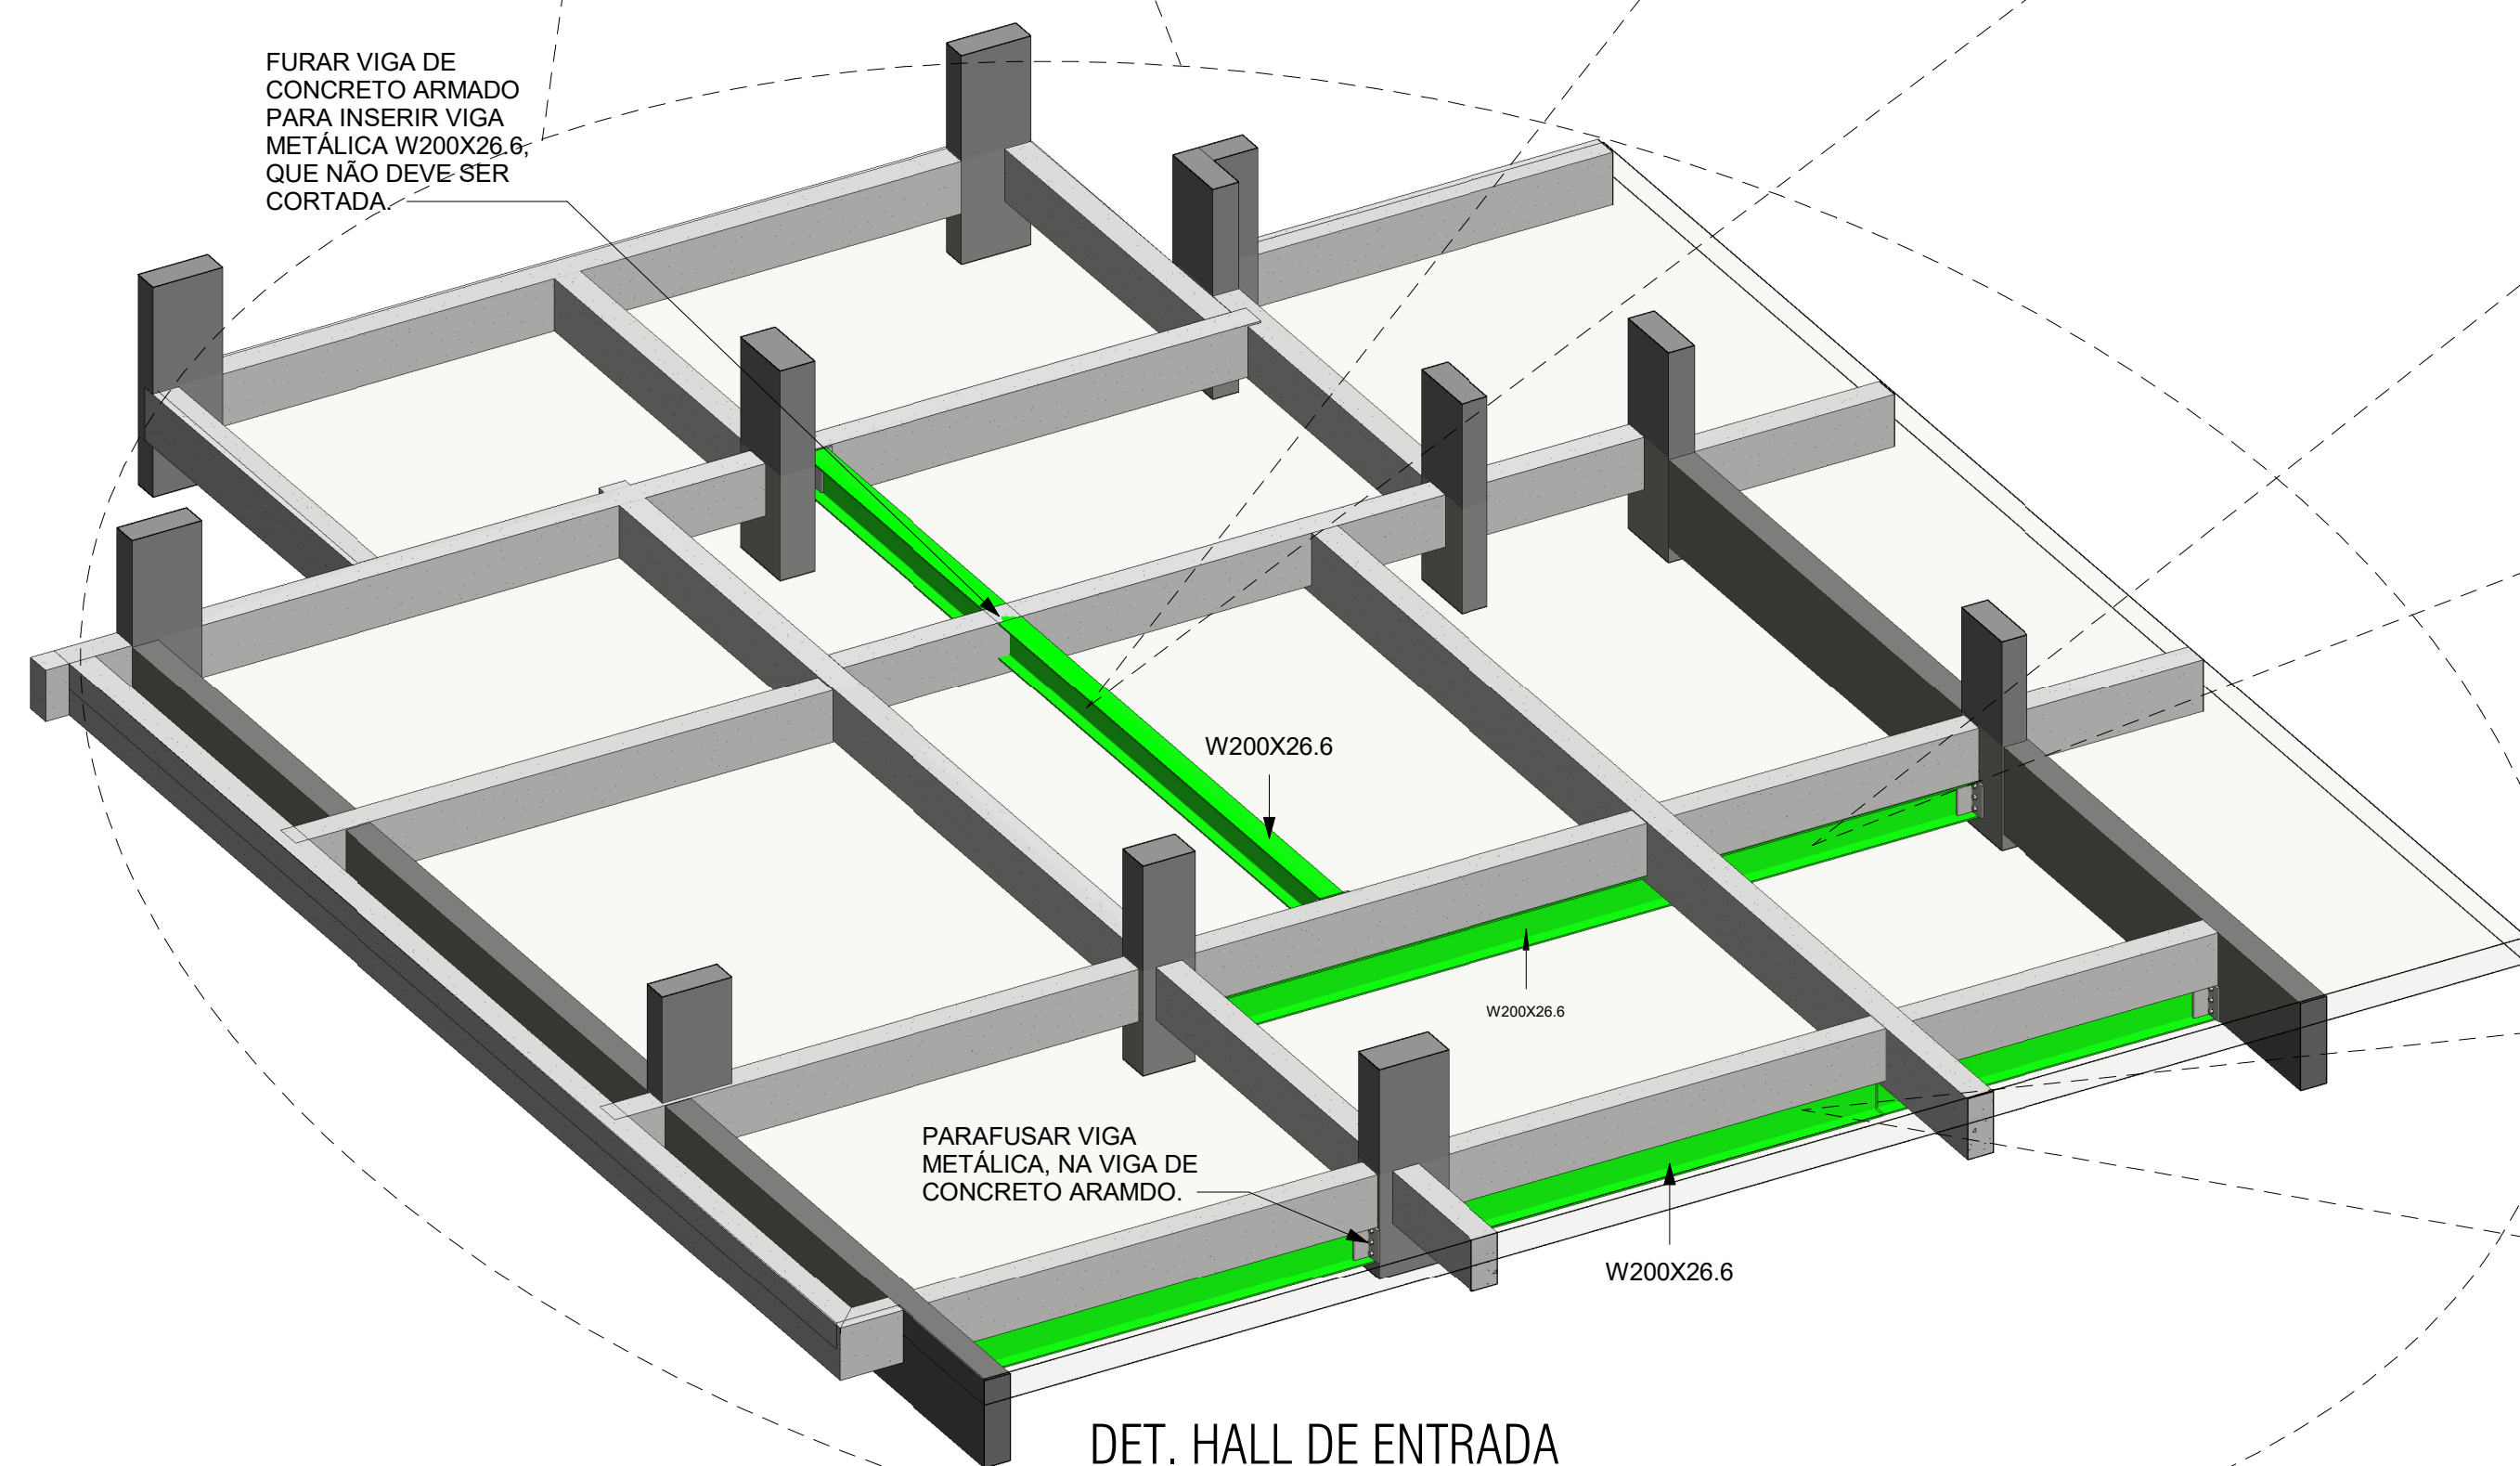 FURAR VIGA DE
CONCRETO ARMADO
PARA INSERIR VIGA
METÁLICA W200X26.6,
QUE NÃO DEVE SER
CORTADA.
W200X26.6
W200X26.6
PARAFUSAR VIGA
METÁLICA, NA VIGA DE
CONCRETO ARAMDO.
W200X26.6
DET. HALL DE ENTRADA